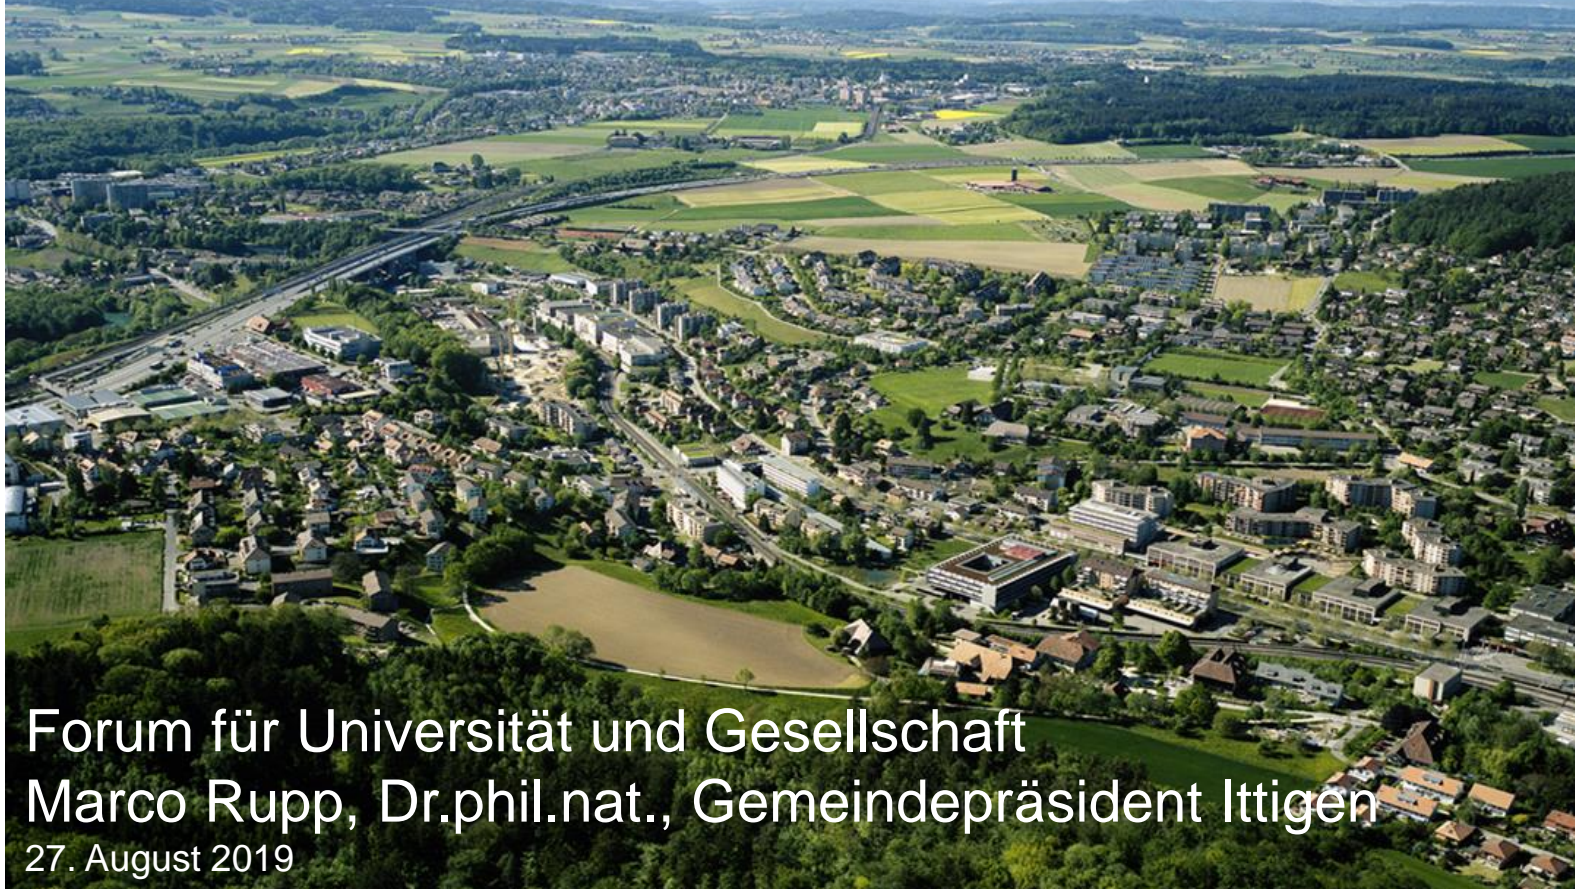 Forum für Universität und Gesellschaft
Marco Rupp, Dr.phil.nat., Gemeindepräsident Ittigen
27. August 2019